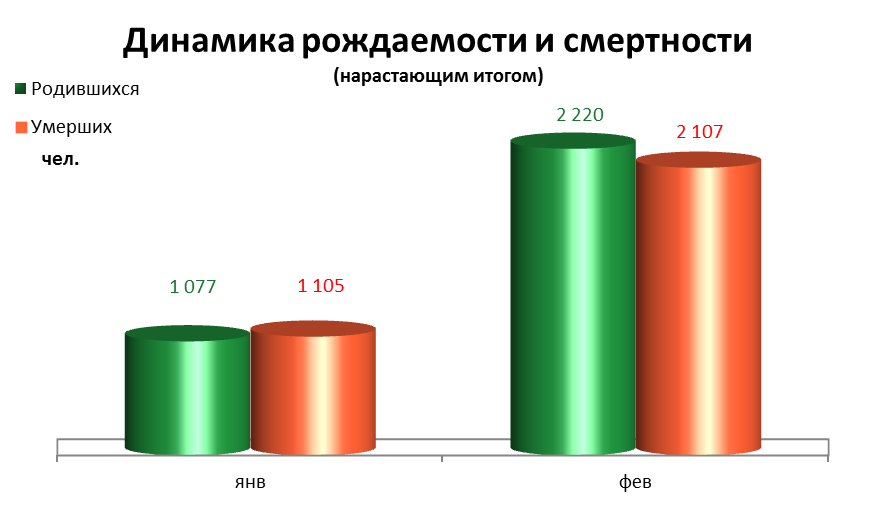 Динамика рождаемости и смертности
(нарастающим итогом)
Родившихся
Умерших
чел.
2 220
2 107
1 077
1 105
янв
фев